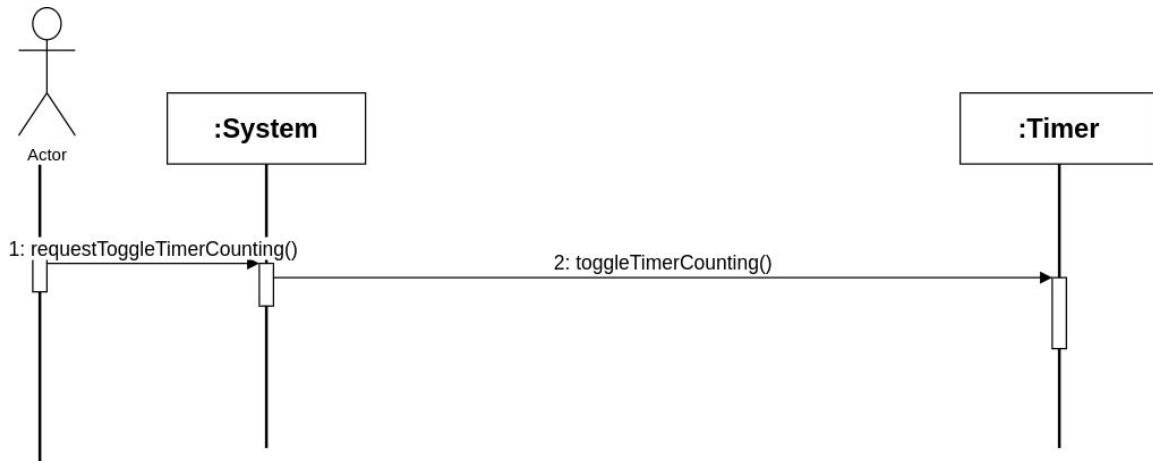 :System
:Timer
Actor
1: requestToggleTimerCounting()
2: toggleTimerCounting()